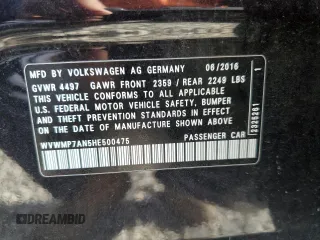 MFD. BY VOLKSWAGEN AG GERMANY 06/2016
GVWR 4497 GAWR FRONT 2359 / REAR 2249 LBS
THIS VEHICLE CONFORMS TO ALL APPLICABLE
U.S. FEDERAL MOTOR VEHICLE SAFETY, BUMPER
AND THEFT PREVENTION STANDARDS IN EFFECT
ON THE DATE OF MANUFACTURE SHOWN ABOVE.
WVWMP7AN5HE500475 PASSENGER CAR
2326261 1
© DREAMBID